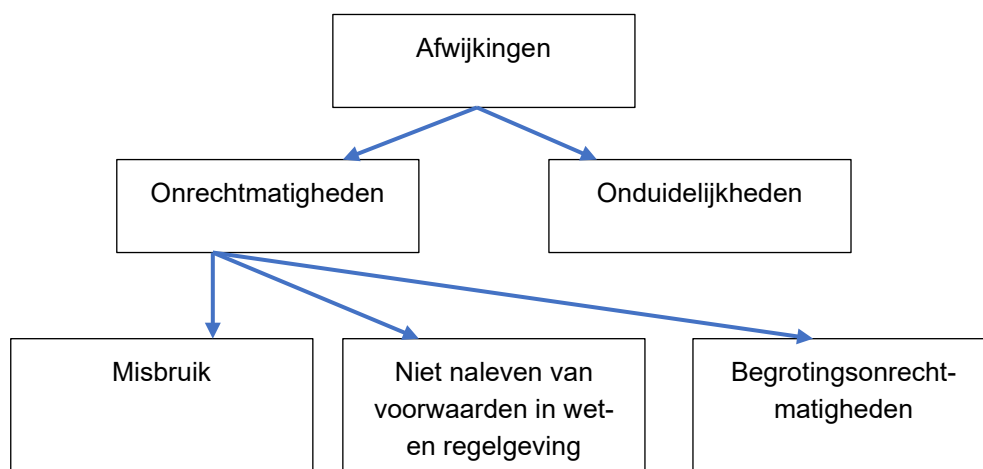 Afwijkingen
Onrechtmatigheden
Onduidelijkheden
Misbruik
Niet naleven van
voorwaarden in wet-
en regelgeving
Begrotingsonrecht-
matigheden